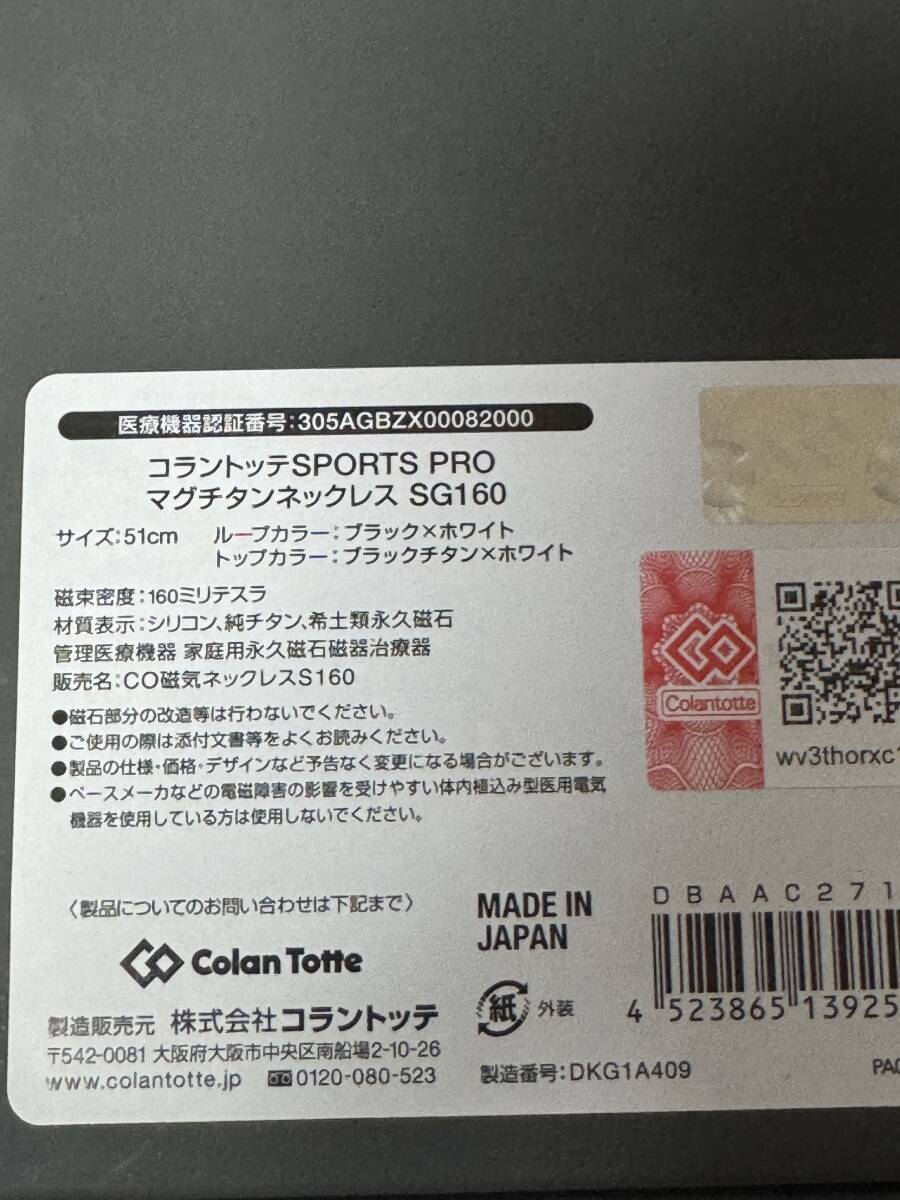 医療機器認証番号:305AGBZX00082000
コラントッテSPORTS PRO
マグチタンネックレス SG160
サイズ:51cm ループカラー:ブラック×ホワイト
トップカラー:ブラックチタン×ホワイト
磁束密度:160ミリテスラ
材質表示:シリコン、純チタン、希土類永久磁石
管理医療機器 家庭用永久磁石磁器治療器
販売名:CO磁気ネックレスS160
●磁石部分の改造等は行わないでください。
●ご使用の際は添付文書等をよくお読みください。
●製品の仕様・価格・デザインなど予告なく変更になる場合がございます。
●ペースメーカなどの電磁障害の影響を受けやすい体内植込み型医用電気
機器を使用している方は使用しないでください。
Colantotte
wv3thorxc1
〈製品についてのお問い合わせは下記まで〉
Colan Totte
製造販売元 株式会社コラントッテ
〒542-0081 大阪府大阪市中央区南船場2-10-26
www.colantotte.jp 0120-080-523
MADE IN
JAPAN
紙 外装
製造番号:DKG1A409
DBAAC271
4 523865 13925
PAC